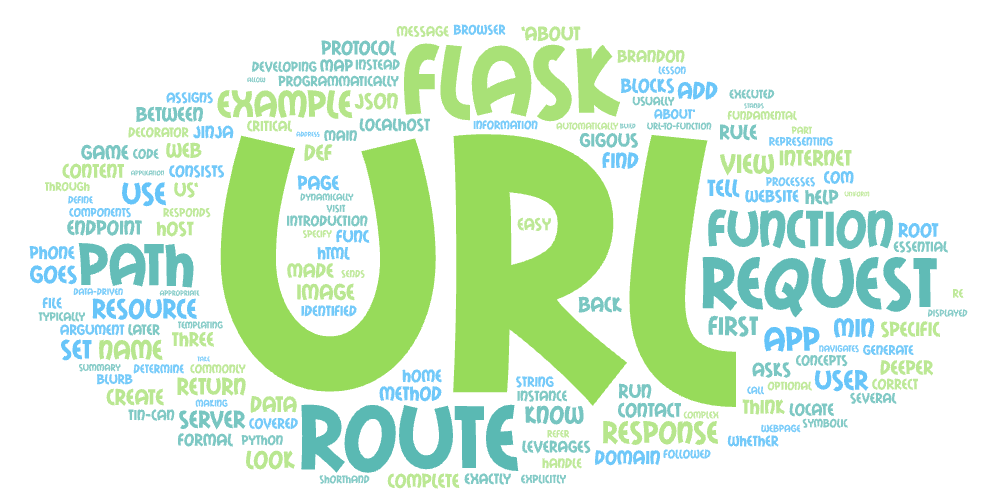 MESSAGE BROWSER 'ABOUT
PROTOCOL FLASK BRANDON
DEVELOPING MAP INSTEAD LESSON
ALLOW PROGRAMMATICALLY BLOCKS ADD
ASSIGNS EXAMPLE JSON USUALLY EXECUTED
BETWEEN ABOUT' STANDS
CRITICAL LOCALHOST INFORMATION AUTOMATICALLY BUILD URL-TO-FUNCTION FUNDAMENTAL
DECORATOR JINJA ADDRESS MAIN GIGOUS RULE PART
REPRESENTING
GAME CODE WEB DEF FIND VIEW INTERNET
CONTENT APPLICATION CONSISTS
THROUGH USE US' PAGE TELL PROCESSES COM
DEFINE DYNAMICALLY WEBSITE HELP UNIFORM
COMPONENTS RESPONDS VISIT
ENDPOINT HOST INTRODUCTION EASY FUNCTION ROOT
SPECIFY FUNC ESSENTIAL
URL
PHONE PATH HTML
GOES MADE SENDS REQUEST
DATA-DRIVEN APPROPRIATE IMAGE RE
FILE RESOURCE IDENTIFIED BACK DISPLAYED
TYPICALLY
ARGUMENT LATER TEMPLATING FIRST APP MIN SPECIFIC
SET NAME THREE NAVIGATES GENERATE
TAKE CONCEPTS
SUMMARY DETERMINE COMMONLY ASKS DEEPER
BLURB RETURN HOME STRING USER CORRECT
CREATE METHOD INSTANCE RUN CALL OPTIONAL SEVERAL
MAKING DATA ROUTE KNOW CONTACT COMPLEX THINK LOCATE
TIN-CAN SERVER COVERED SYMBOLIC
FORMAL PYTHON REFER RESPONSE WEBPAGE
LEVERAGES WHETHER
LOOK HANDLE DOMAIN FOLLOWED
SHORTHAND COMPLETE EXACTLY EXPLICITLY